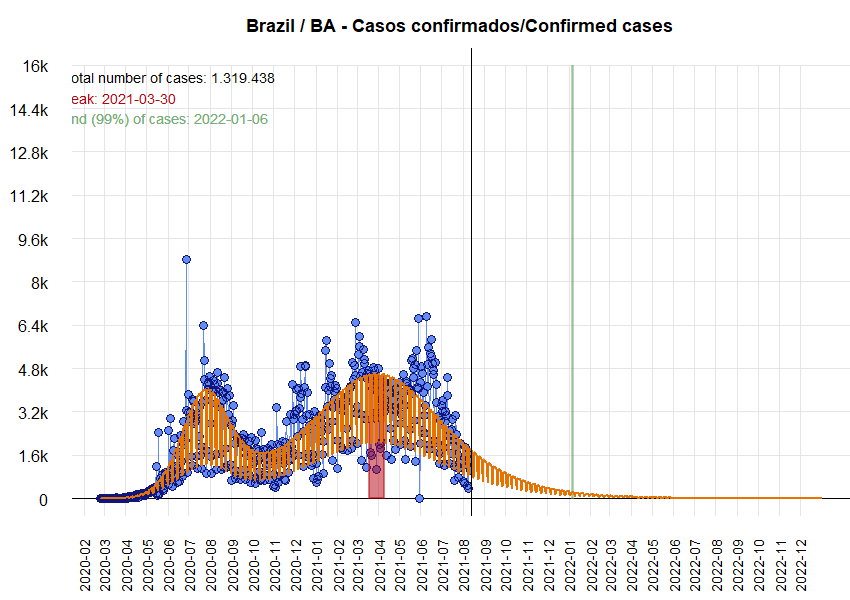 Brazil / BA - Casos confirmados/Confirmed cases
16k
otal number of cases: 1.319.438
eak: 2021-03-30
14.4k
nd (99%) of cases: 2022-01-06
12.8k
11.2k
9.6k
8k
6.4k
4.8k
3.2k
1.6k
0
2020-02
2020-03
2020-04
2020-05
2020-06
2020-07
2020-08
2020-09
2020-10
2020-11
2020-12
2021-01
2021-02
2021-03
2021-04
2021-05
2021-06
2021-07
2021-08
2021-09
2021-10
2021-11
2021-12
2022-01
2022-02
2022-03
2022-04
2022-05
2022-06
2022-07
2022-08
2022-09
2022-10
2022-11
2022-12